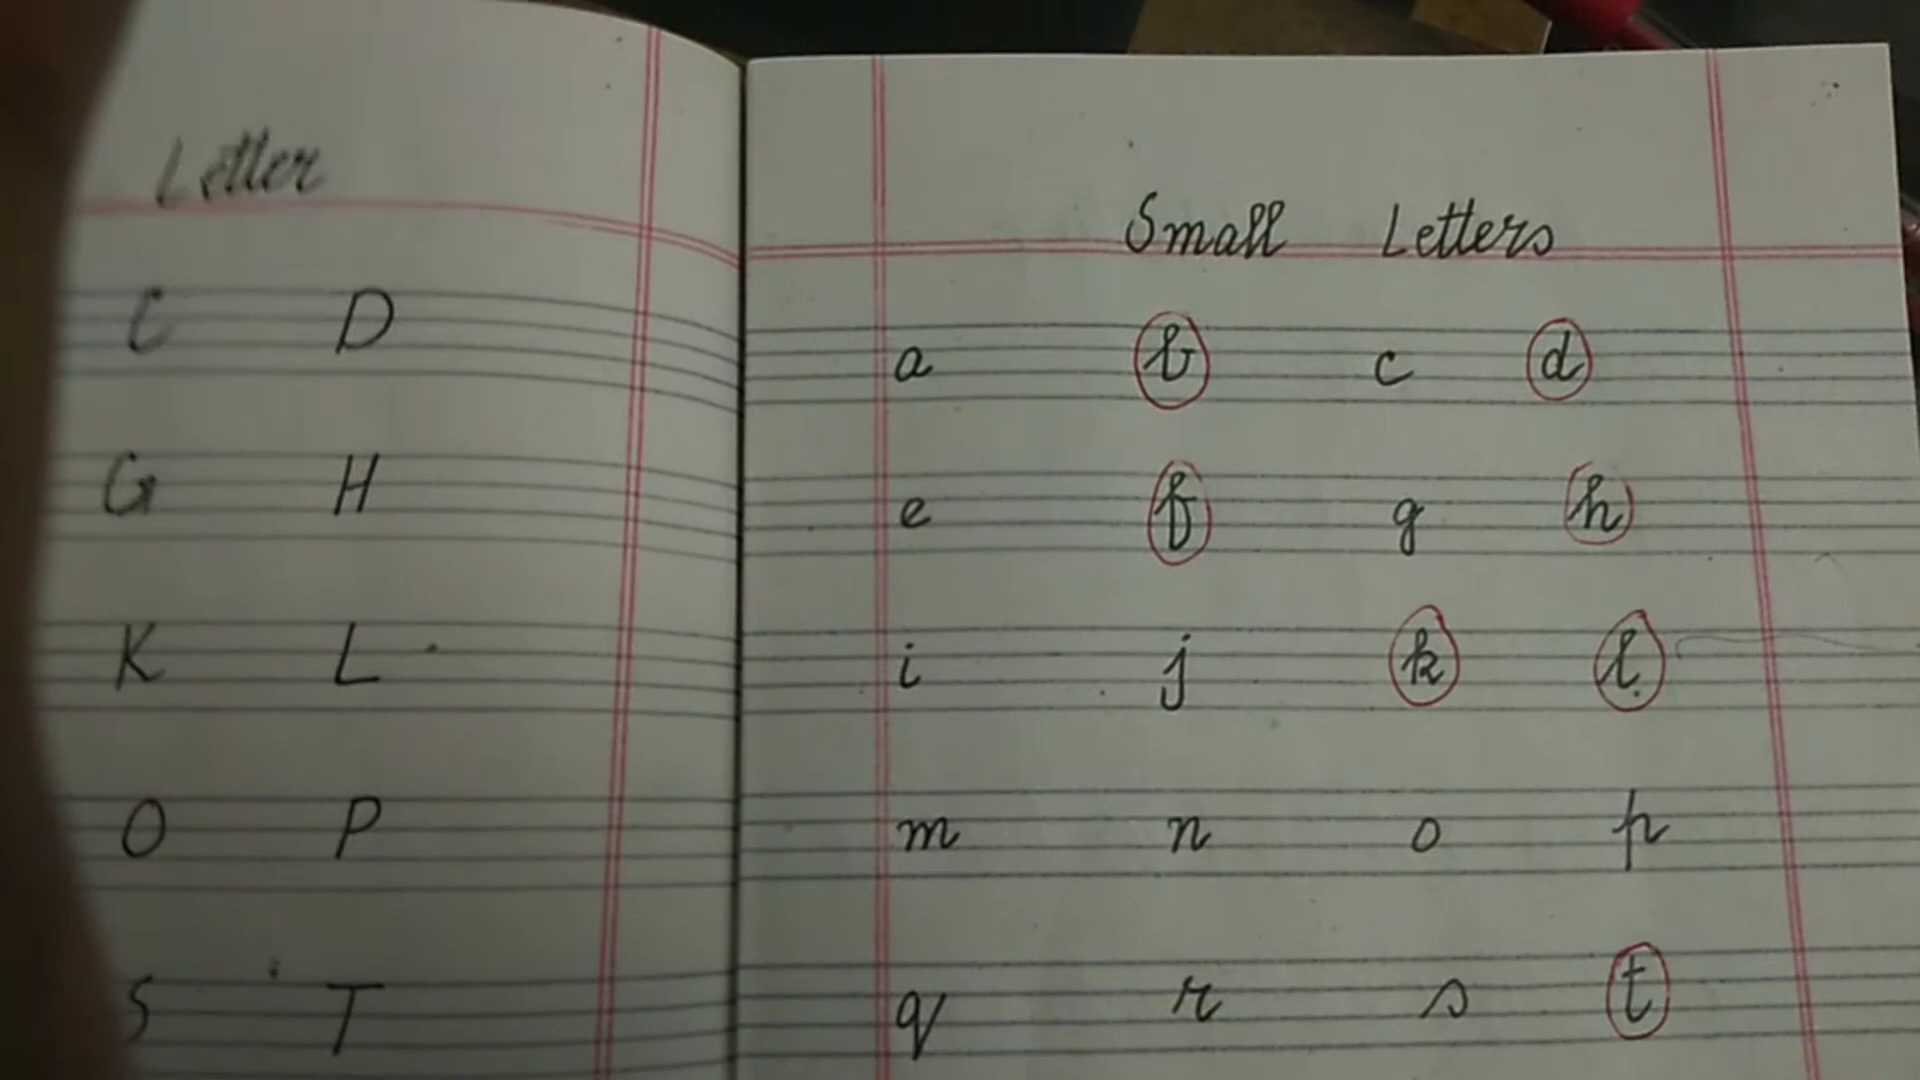 Letter
C D
G H
K L
O P
S T
Small Letters
a b c d
e f g h
i j k l
m n o p
q r s t